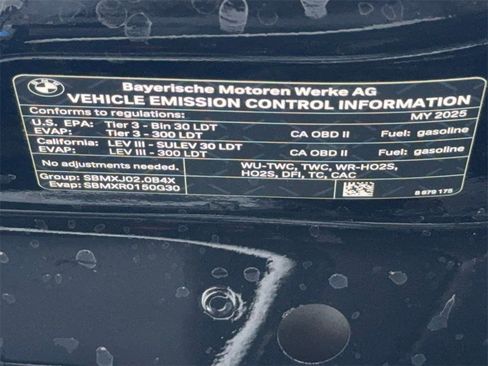 BMW
Bayerische Motoren Werke AG
VEHICLE EMISSION CONTROL INFORMATION
Conforms to regulations: MY 2025
U.S. EPA: Tier 3 - Bin 30 LDT CA OBD II Fuel: gasoline
EVAP: Tier 3 - 300 LDT
California: LEV III - SULEV 30 LDT CA OBD II Fuel: gasoline
EVAP: LEV III - 300 LDT
No adjustments needed. WU-TWC, TWC, WR-HO2S,
HO2S, DFI, TC, CAC
Group: SBMXJ02.0B4X
Evap: SBMXR0150G30
8 979 175